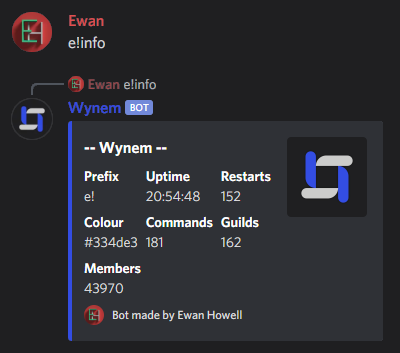 Ewan
e!info
Ewan e!info
Wynem BOT
-- Wynem --
Prefix Uptime Restarts
e! 20:54:48 152
Colour Commands Guilds
#334de3 181 162
Members
43970
Bot made by Ewan Howell